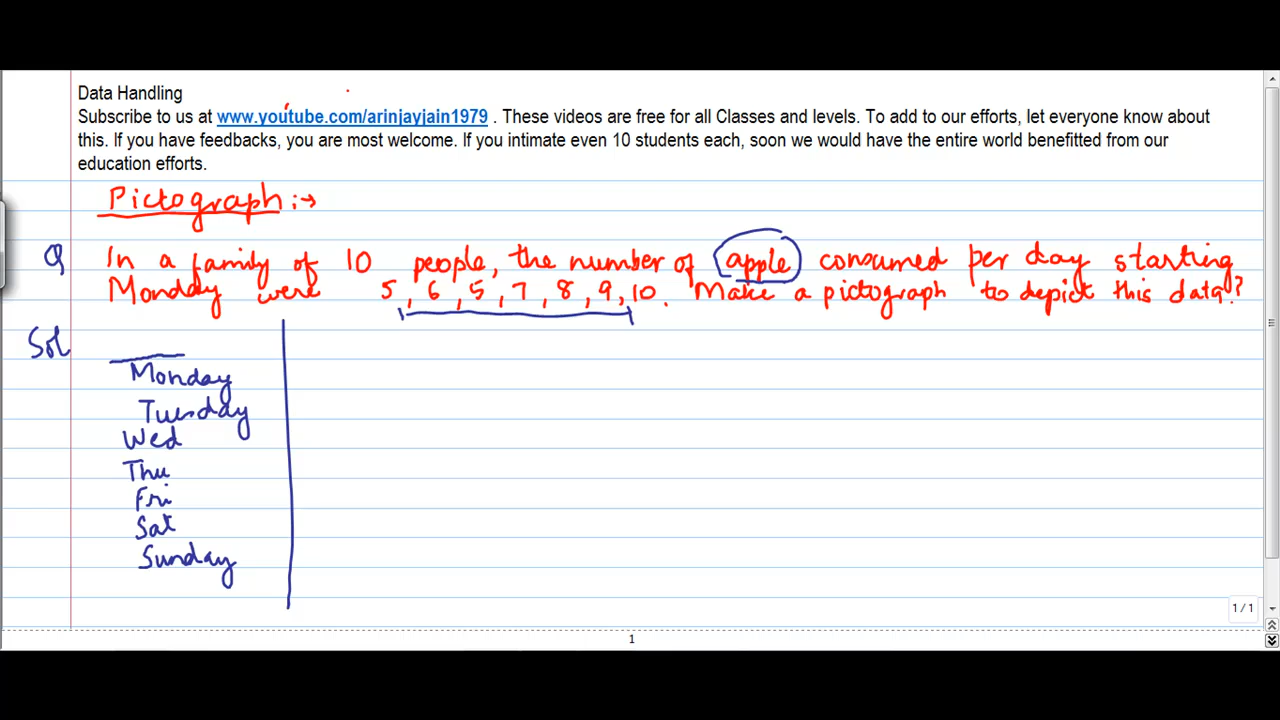 Data Handling
Subscribe to us at www.youtube.com/arinjayjain1979 . These videos are free for all Classes and levels. To add to our efforts, let everyone know about
this. If you have feedbacks, you are most welcome. If you intimate even 10 students each, soon we would have the entire world benefitted from our
education efforts.
Pictograph :→
Q In a family of 10 people, the number of apple consumed per day starting
Monday were 5, 6, 5, 7, 8, 9, 10. Make a pictograph to depict this data?
Sol
Monday
Tuesday
Wed
Thu
Fri
Sat
Sunday
1 / 1
1